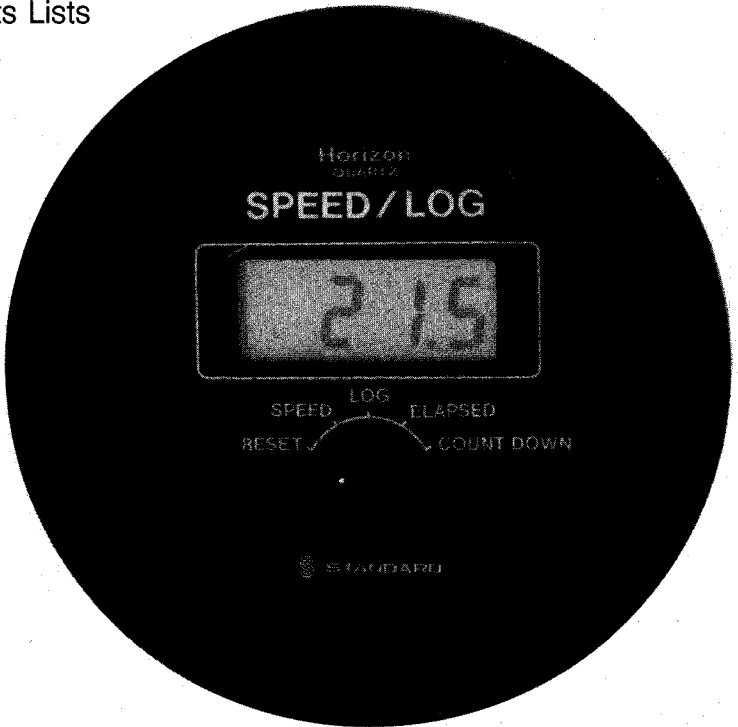 ts Lists
Horizon
QUARTZ
SPEED/LOG
21.5
LOG
SPEED ELAPSED
RESET COUNT DOWN
STANDARD